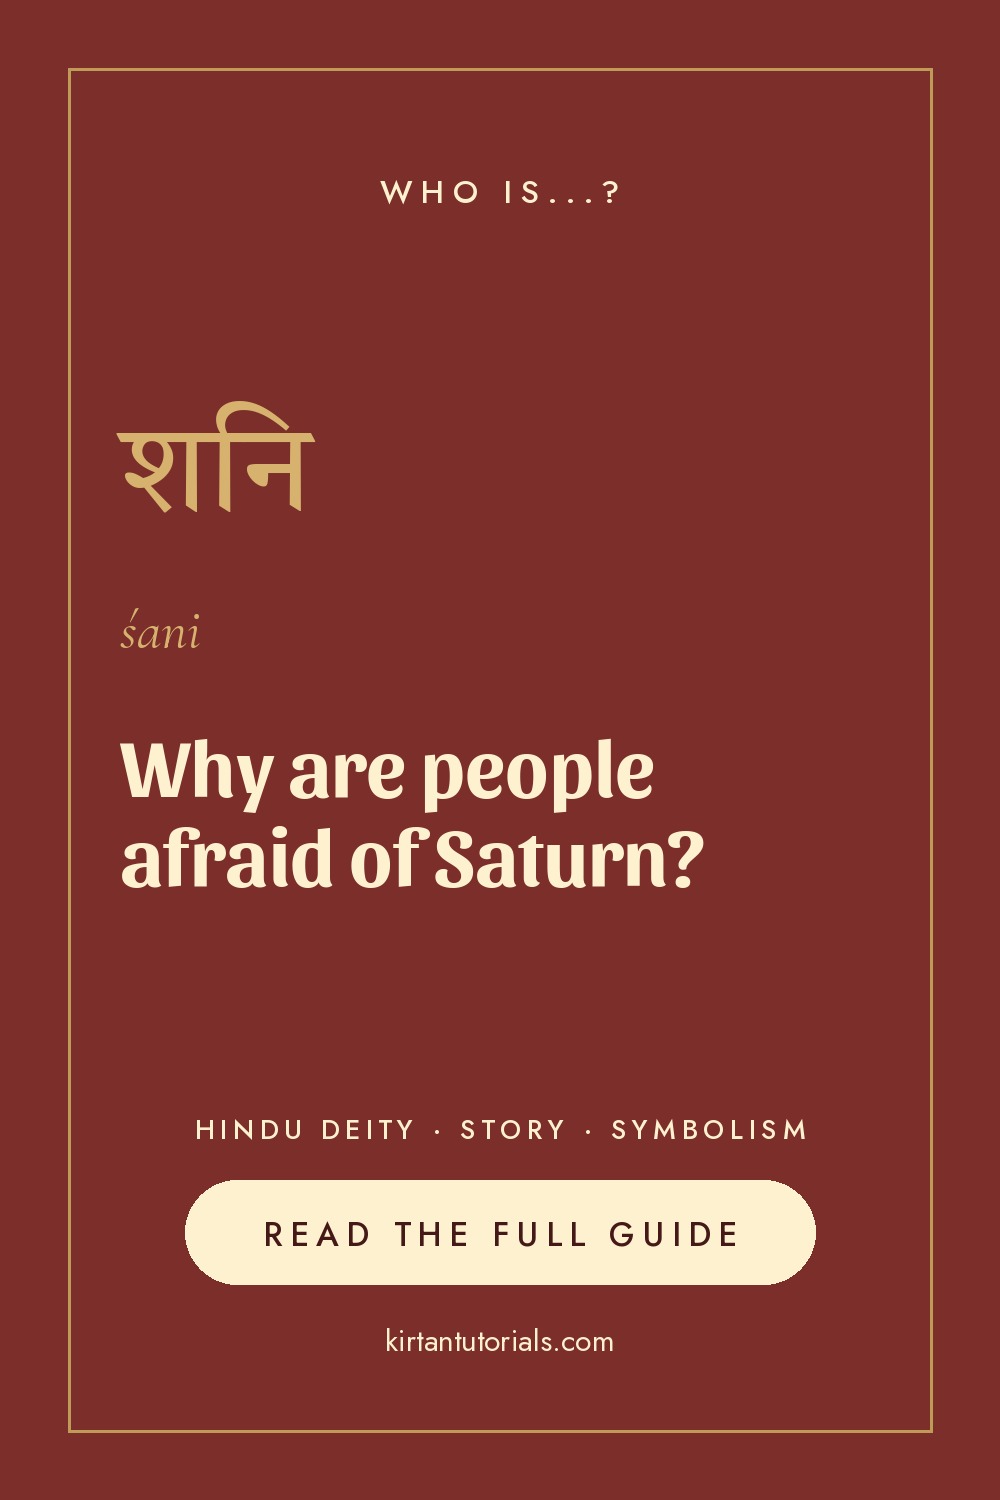 WHO IS...?
शनि
śani
Why are people
afraid of Saturn?
HINDU DEITY · STORY · SYMBOLISM
READ THE FULL GUIDE
kirtantutorials.com